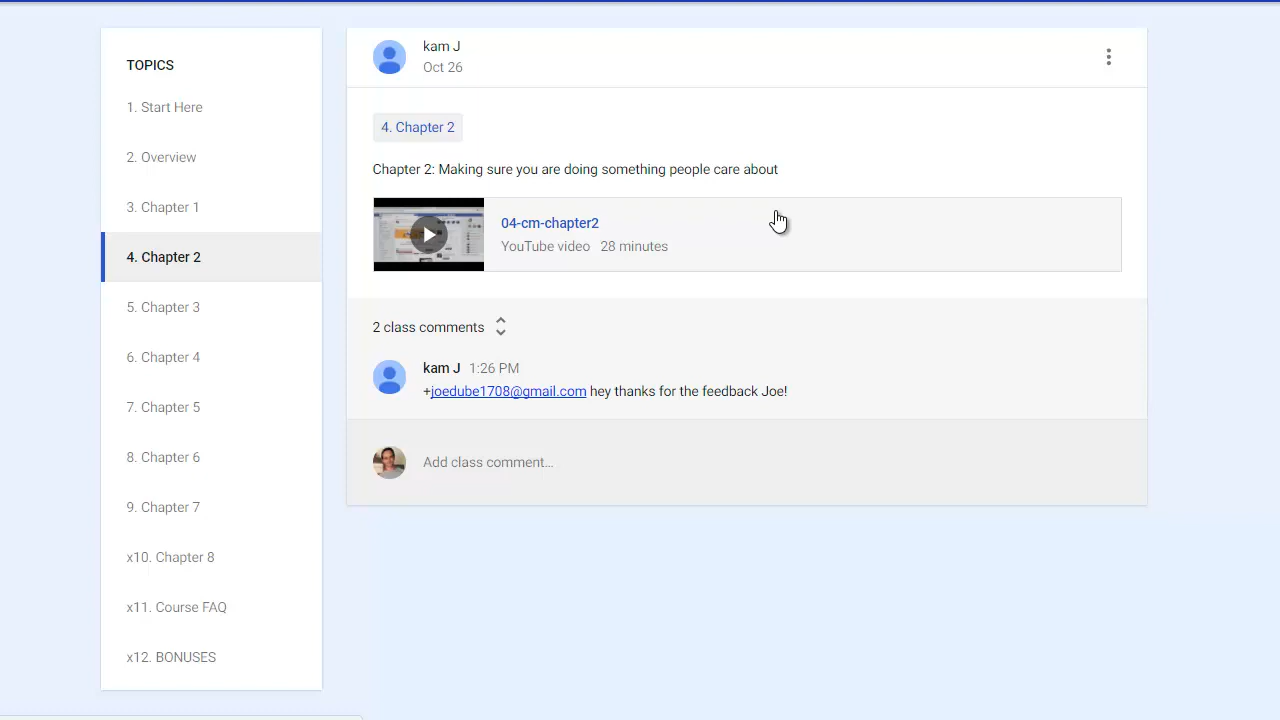 TOPICS
1. Start Here
2. Overview
3. Chapter 1
4. Chapter 2
5. Chapter 3
6. Chapter 4
7. Chapter 5
8. Chapter 6
9. Chapter 7
x10. Chapter 8
x11. Course FAQ
x12. BONUSES
kam J
Oct 26
4. Chapter 2
Chapter 2: Making sure you are doing something people care about
04-cm-chapter2
YouTube video 28 minutes
2 class comments
kam J 1:26 PM
+joedube1708@gmail.com hey thanks for the feedback Joe!
Add class comment...